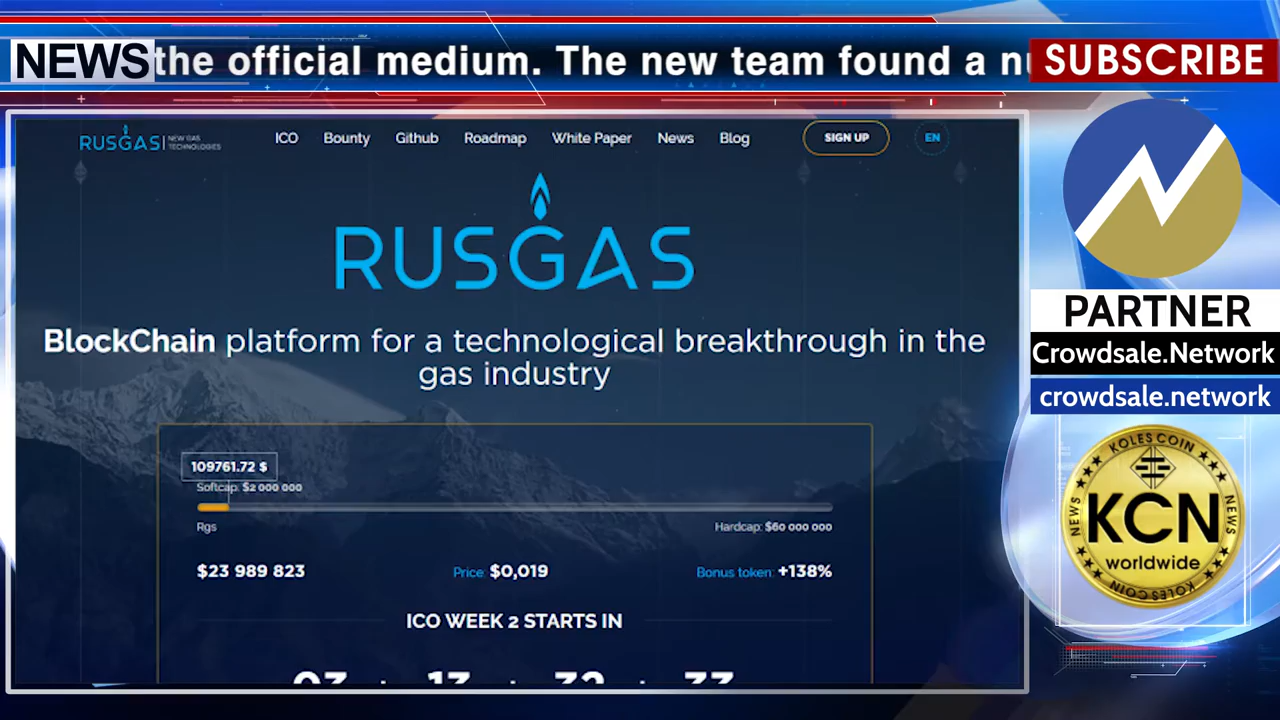 NEWS
the official medium. The new team found a
SUBSCRIBE
RUSGAS
NEW GAS
TECHNOLOGIES
ICO Bounty Github Roadmap White Paper News Blog SIGN UP EN
RUSGAS
BlockChain platform for a technological breakthrough in the
gas industry
109761.72 $
Softcap: $2 000 000
Rgs
Hardcap: $60 000 000
$23 989 823
Price: $0,019
Bonus token: +138%
ICO WEEK 2 STARTS IN
PARTNER
Crowdsale.Network
crowdsale.network
KOLES COIN
NEWS
KCN
NEWS
worldwide
KOLES COIN